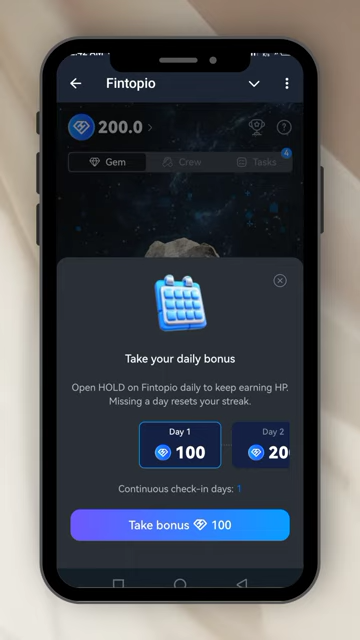 Fintopio
200.0
Gem
Crew
Tasks
4
Take your daily bonus
Open HOLD on Fintopio daily to keep earning HP.
Missing a day resets your streak.
Day 1
Day 2
100
20
Continuous check-in days: 1
Take bonus 100